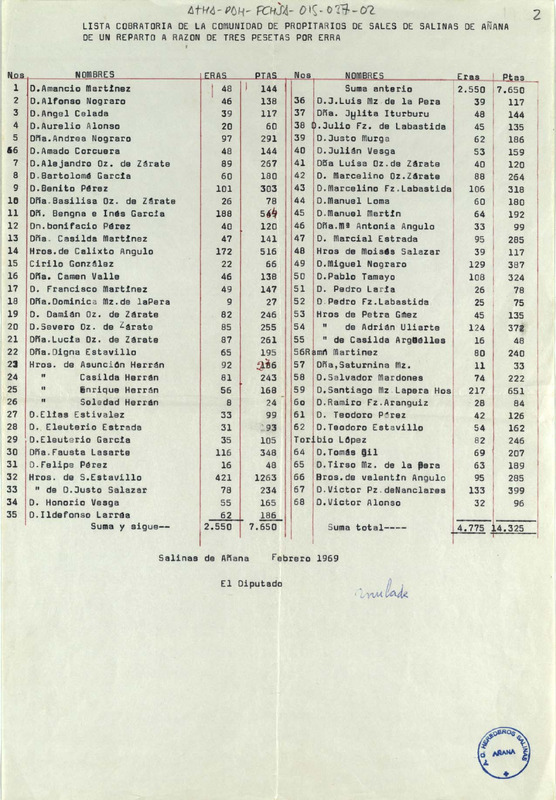 ATHA-DAH-FCHSA-015-027-02
2
LISTA COBRATORIA DE LA COMUNIDAD DE PROPITARIOS DE SALES DE SALINAS DE AÑANA
DE UN REPARTO A RAZON DE TRES PESETAS POR ERRA
Nos NOMBRES ERAS PTAS
1 D.Amancio Martínez 48 144
2 D.Alfonso Nograro 46 138
3 D.Angel Celada 39 117
4 D.Aurelio Alonso 20 60
5 Dña.Andrea Nograro 97 291
66 D.Amado Corcuera 48 144
7 D.Alejandro Oz. de Zárate 89 267
8 D.Bartolomé García 60 180
9 D.Benito Pérez 101 303
10 Dña.Basilisa Oz. de Zárate 26 78
11 Dñ. Bengna e Inés García 188 564
12 Dn.bonifacio Pérez 40 120
13 Dña. Casilda Martínez 47 141
14 Hros.de Calixto Angulo 172 516
15 Cirilo González 22 66
16 Dña. Camen Valle 46 138
17 D. Francisco Martínez 49 147
18 Dña.Dominica Mz.de laPera 9 27
19 D. Damián Oz.de Zárate 82 246
20 D.Severo Oz. de Zárate 85 255
21 Dña.Lucía Oz. de Zárate 87 261
22 Dña.Digna Estavillo 65 195
23 Hros. de Asunción Herrán 92
24 " Casilda Herrán 81 243
25 " Enrique Herrán 56 168
26 " Soledad Herrán 8 24
27 D.Elías Estívalez 33 99
28 D. Eleuterio Estrada 31 93
29 D.Eleuterio García 35 105
30 Dña.Fausta Lasarte 116 348
31 D.Felipe Pérez 16 48
32 Hros. de S.Estavillo 421 1263
33 " de D.Justo Salazar 78 234
34 D. Honorio Vesga 55 165
35 D.Ildefonso Larréa 62 186
Suma y sigue-- 2.550 7.650
Nos NOMBRES Eras Ptas
Suma anterio 2.550 7.650
36 D.J.Luis Mz de la Pera 39 117
37 Dña. Julita Iturburu 48 144
38 D.Julio Fz. de Labastida 45 135
39 D.Justo Murga 62 186
40 D.Julián Vesga 53 159
41 Dña Luisa Oz.de Zárate 40 120
42 D. Marcelino Oz.Zárate 88 264
43 D.Marcelino Fz.Labastida 106 318
44 D.Manuel Loma 60 180
45 D.Manuel Martín 64 192
46 Dña.Mª Antonia Angulo 33 99
47 D. Marcial Estrada 95 285
48 Hros de Moisés Salazar 39 117
49 D.Miguel Nograro 129 387
50 D.Pablo Tamayo 108 324
51 D. Pedro Laría 26 78
52 D.Pedro Fz.Labastida 25 75
53 Hros de Petra Gmez 45 135
54 " de Adrián Uliarte 124 372
55 " de Casilda Argüelles 16 48
56Ramó Martínez 80 240
57 Dña,Saturnina Mz. 11 33
58 D.Salvador Mardones 74 222
59 D.Santiago Mz Lapera Hos 217 651
6o D.Ramiro Fz.Aranguiz 28 84
61 D. Teodoro Pérez 42 126
62 D.Teodoro Estavillo 54 162
Toribio López 82 246
64 D.Tomás Gil 69 207
65 D.Tirso Mz. de la Pera 63 189
66 Bros.de valentín Angulo 95 285
67 D.Víctor Pz.deNanclares 133 399
68 D.Víctor Alonso 32 96
Suma total---- 4.775 14.325
Salinas de Añana Febrero 1969
El Diputado
anulada
A.D. HEREDEROS SALINAS
AÑANA